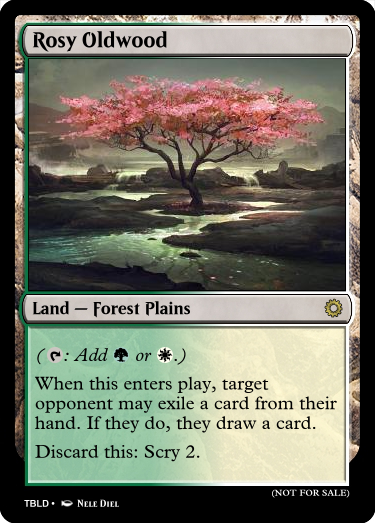 Rosy Oldwood
Land — Forest Plains
( : Add or .)
When this enters play, target
opponent may exile a card from their
hand. If they do, they draw a card.
Discard this: Scry 2.
(NOT FOR SALE)
TBLD • Nele Diel